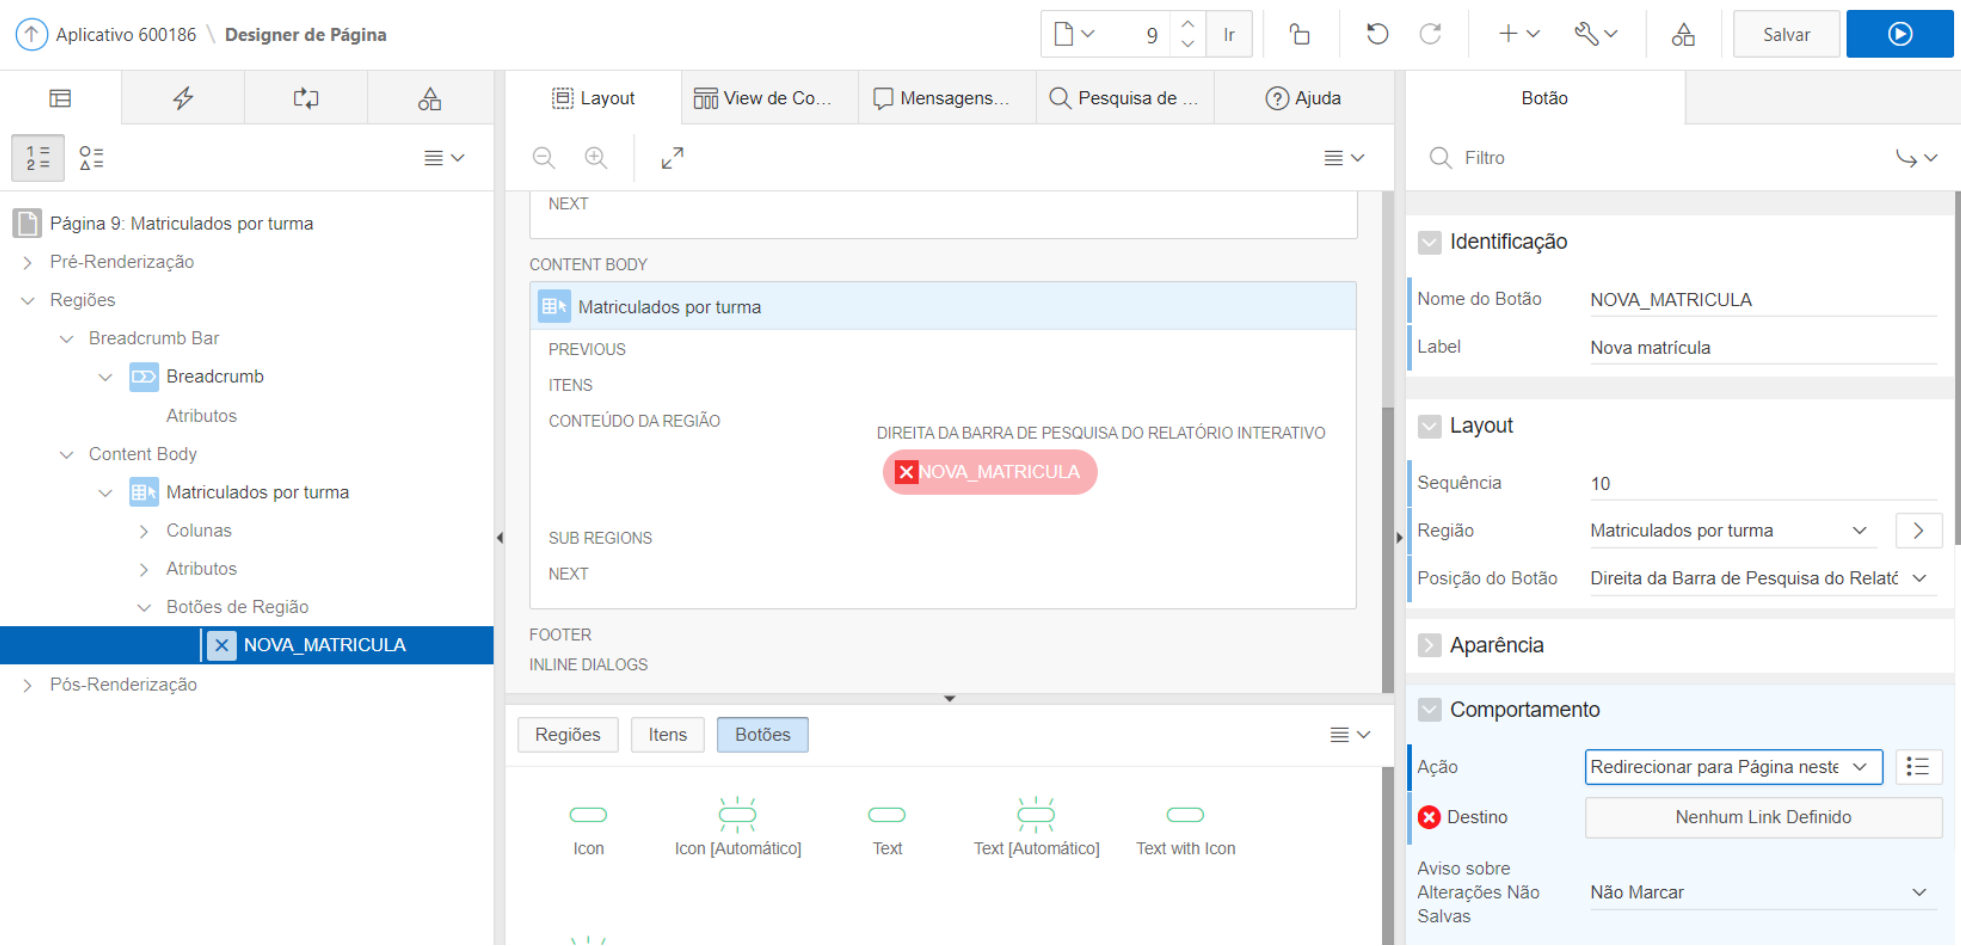 Aplicativo 600186 \ Designer de Página
9
Ir
Salvar
Layout
View de Co...
Mensagens...
Pesquisa de ...
Ajuda
Botão
Filtro
Página 9: Matriculados por turma
Pré-Renderização
Regiões
Breadcrumb Bar
Breadcrumb
Atributos
Content Body
Matriculados por turma
Colunas
Atributos
Botões de Região
NOVA_MATRICULA
Pós-Renderização
NEXT
CONTENT BODY
Matriculados por turma
PREVIOUS
ITENS
CONTEÚDO DA REGIÃO
DIREITA DA BARRA DE PESQUISA DO RELATÓRIO INTERATIVO
NOVA_MATRICULA
SUB REGIONS
NEXT
FOOTER
INLINE DIALOGS
Regiões
Itens
Botões
Icon
Icon [Automático]
Text
Text [Automático]
Text with Icon
Identificação
Nome do Botão NOVA_MATRICULA
Label Nova matrícula
Layout
Sequência 10
Região Matriculados por turma
Posição do Botão Direita da Barra de Pesquisa do Relató
Aparência
Comportamento
Ação Redirecionar para Página neste
Destino Nenhum Link Definido
Aviso sobre
Alterações Não Não Marcar
Salvas